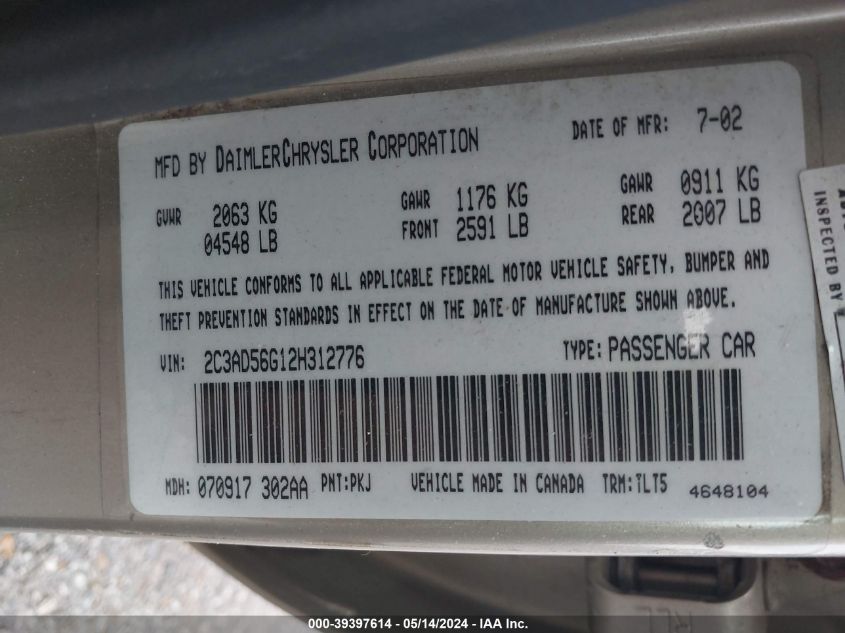 MFD BY DAIMLERCHRYSLER CORPORATION DATE OF MFR: 7-02
GVWR 2063 KG GAWR 1176 KG GAWR 0911 KG
04548 LB FRONT 2591 LB REAR 2007 LB
THIS VEHICLE CONFORMS TO ALL APPLICABLE FEDERAL MOTOR VEHICLE SAFETY, BUMPER AND
THEFT PREVENTION STANDARDS IN EFFECT ON THE DATE OF MANUFACTURE SHOWN ABOVE.
VIN: 2C3AD56G12H312776 TYPE: PASSENGER CAR
MDH: 070917 302AA PNT:PKJ VEHICLE MADE IN CANADA TRM:TLT5 4648104
INSPECTED BY
000-39397614 - 05/14/2024 - IAA Inc.